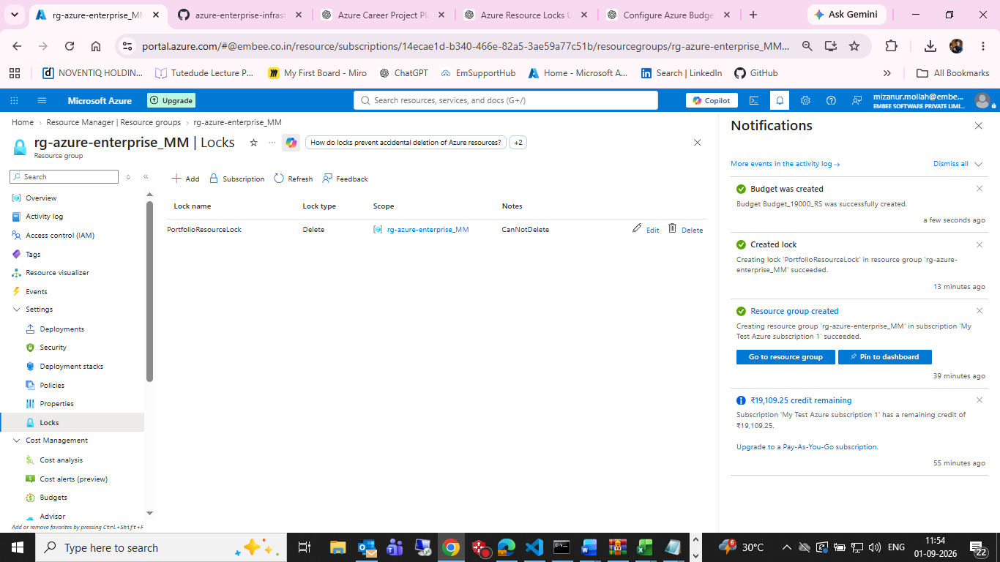 rg-azure-enterprise_MM
azure-enterprise-infrast
Azure Career Project Pl
Azure Resource Locks U
Configure Azure Budge
Ask Gemini
portal.azure.com/#@embee.co.in/resource/subscriptions/14ecae1d-b340-466e-82a5-3ae59a77c51b/resourcegroups/rg-azure-enterprise_MM...
NOVENTIQ HOLDIN...
Tutedude Lecture P...
My First Board - Miro
ChatGPT
EmSupportHub
Home - Microsoft A...
Search | LinkedIn
GitHub
All Bookmarks
Microsoft Azure
Upgrade
Search resources, services, and docs (G+/)
Copilot
mizanur.mollah@embe...
EMBEE SOFTWARE PRIVATE LIMI...
Home > Resource Manager | Resource groups > rg-azure-enterprise_MM
rg-azure-enterprise_MM | Locks
Resource group
How do locks prevent accidental deletion of Azure resources?
+2
Search
Add
Subscription
Refresh
Feedback
Overview
Activity log
Access control (IAM)
Tags
Resource visualizer
Events
Settings
Deployments
Security
Deployment stacks
Policies
Properties
Locks
Cost Management
Cost analysis
Cost alerts (preview)
Budgets
Advisor
Add or remove favorites by pressing Ctrl+Shift+F
Lock name Lock type Scope Notes
PortfolioResourceLock Delete rg-azure-enterprise_MM CanNotDelete Edit Delete
Notifications
More events in the activity log →
Dismiss all
Budget was created
Budget Budget_19000_RS was successfully created.
a few seconds ago
Created lock
Creating lock 'PortfolioResourceLock' in resource group 'rg-azure-
enterprise_MM' succeeded.
13 minutes ago
Resource group created
Creating resource group 'rg-azure-enterprise_MM' in subscription 'My
Test Azure subscription 1' succeeded.
Go to resource group
Pin to dashboard
39 minutes ago
₹19,109.25 credit remaining
Subscription 'My Test Azure subscription 1' has a remaining credit of
₹19,109.25.
Upgrade to a Pay-As-You-Go subscription.
55 minutes ago
Type here to search
6
30°C
ENG
11:54
01-09-2026
22